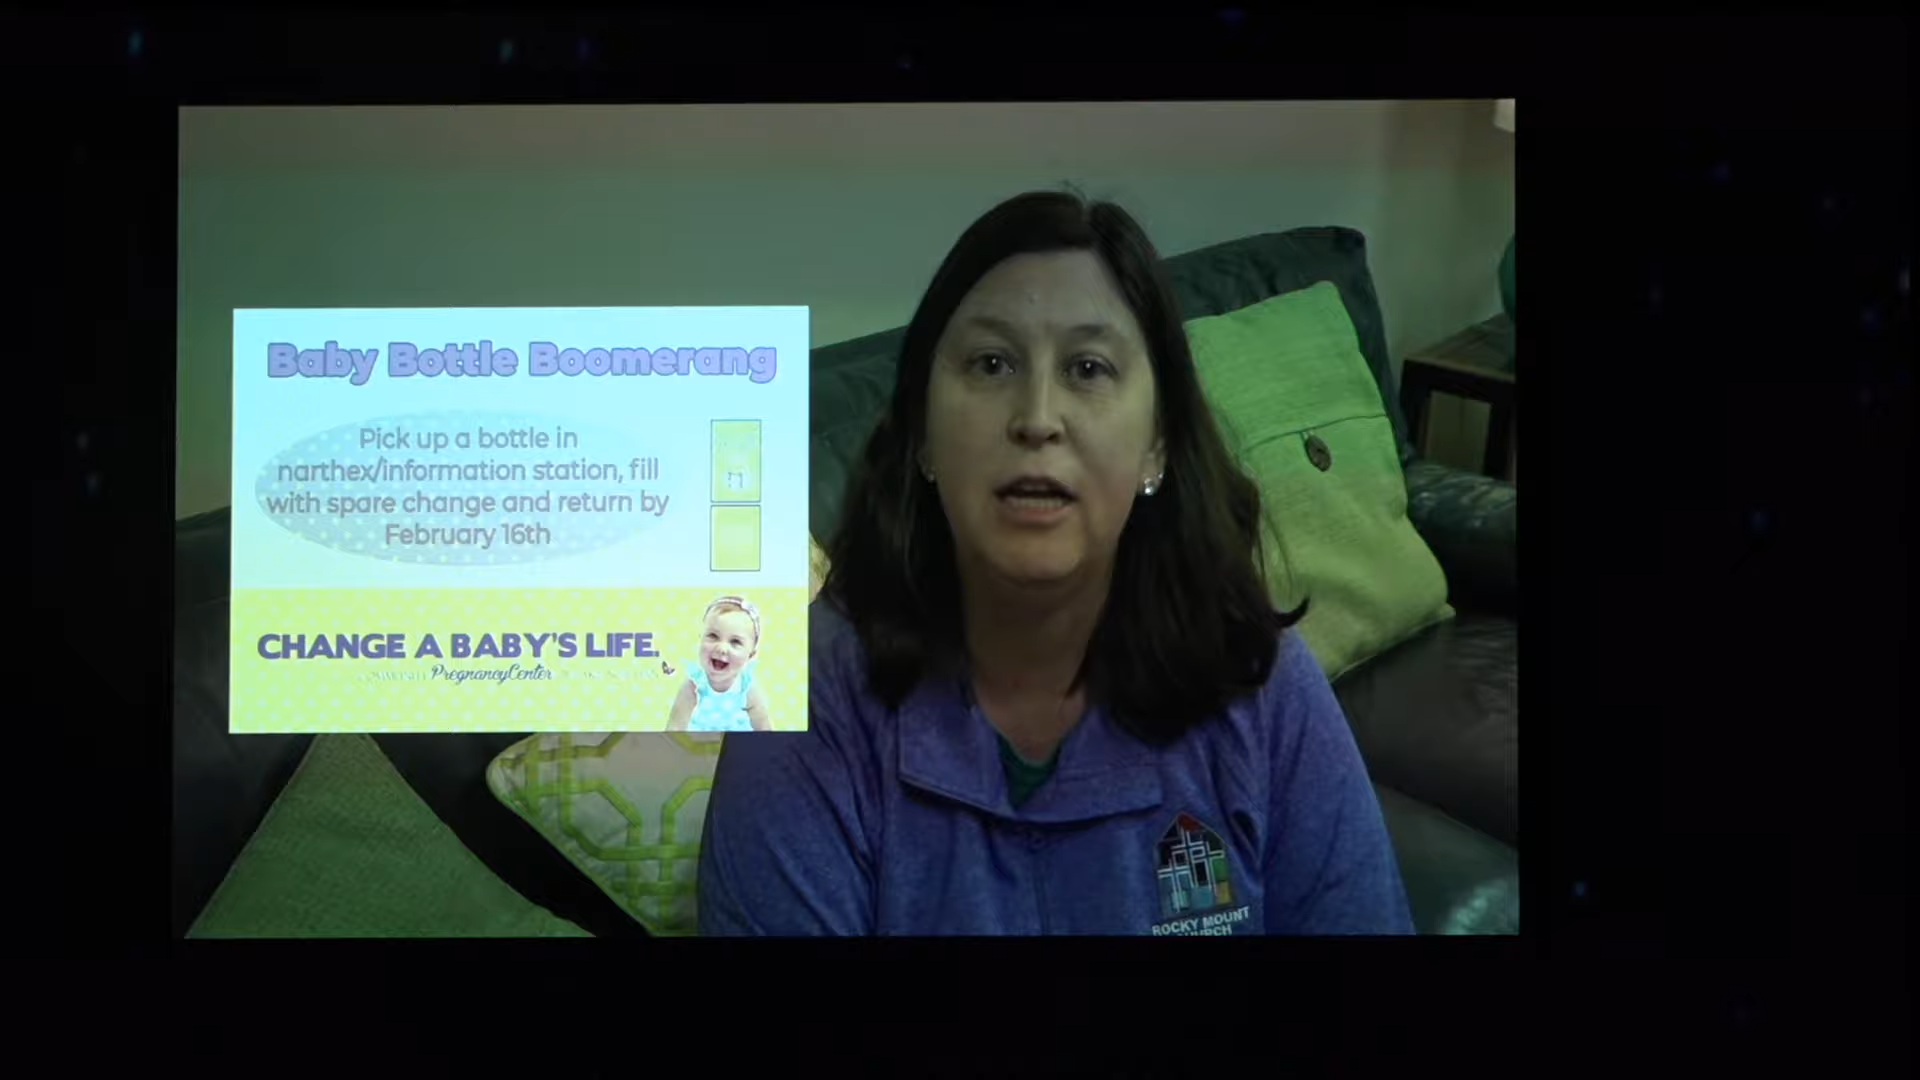 Baby Bottle Boomerang
Pick up a bottle in
narthex/information station, fill
with spare change and return by
February 16th
CHANGE A BABY'S LIFE.
PregnancyCenter
ROCKY MOUNT
CHURCH